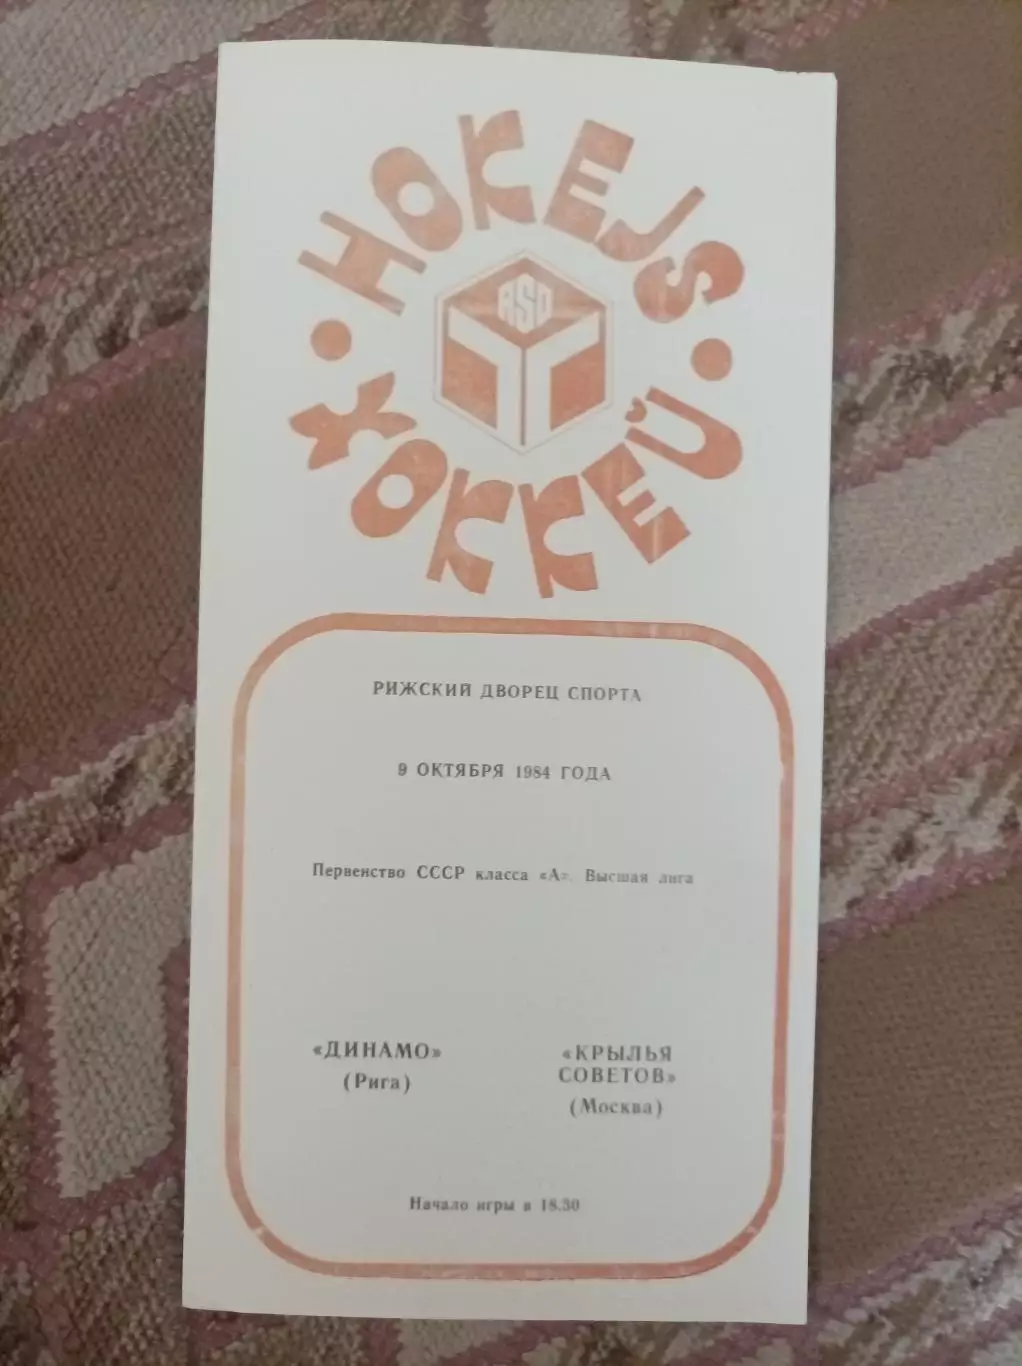 HOKEJS
RSD
ХОККЕЙ
РИЖСКИЙ ДВОРЕЦ СПОРТА
9 ОКТЯБРЯ 1984 ГОДА
Первенство СССР класса «А». Высшая лига
«ДИНАМО»
(Рига)
«КРЫЛЬЯ
СОВЕТОВ»
(Москва)
Начало игры в 18.30